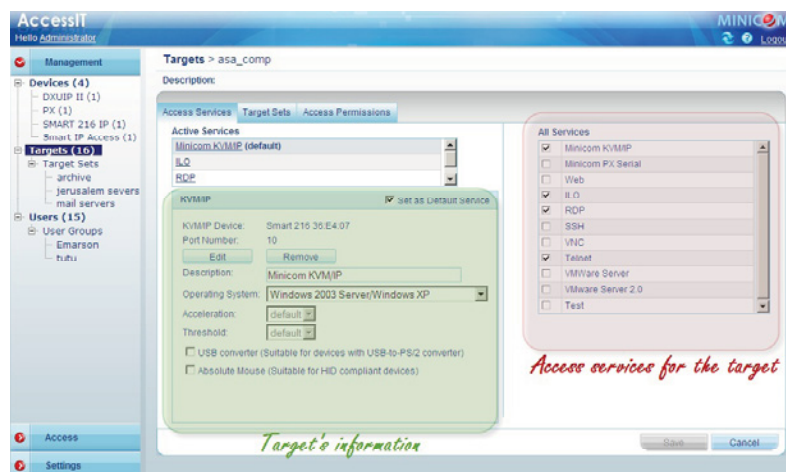 AccessIT
MINICOM
Hello Administrator
Logout
Management
Devices (4)
DXUIP II (1)
PX (1)
SMART 216 IP (1)
Smart IP Access (1)
Targets (16)
Target Sets
archive
jerusalem severs
mail servers
Users (15)
User Groups
Emarson
tutu
Access
Settings
Targets > asa_comp
Description:
Access Services Target Sets Access Permissions
Active Services
Minicom KVM/IP (default)
ILO
RDP
KVM/IP Set as Default Service
KVM/IP Device: Smart 216 36:E4:07
Port Number: 10
Edit Remove
Description: Minicom KVM/IP
Operating System: Windows 2003 Server/Windows XP
Acceleration: default
Threshold: default
USB converter (Suitable for devices with USB-to-PS/2 converter)
Absolute Mouse (Suitable for HID compliant devices)
Target's information
All Services
Minicom KVM/IP
Minicom PX Serial
Web
ILO
RDP
SSH
VNC
Telnet
VMWare Server
VMware Server 2.0
Test
Access services for the target
Save Cancel